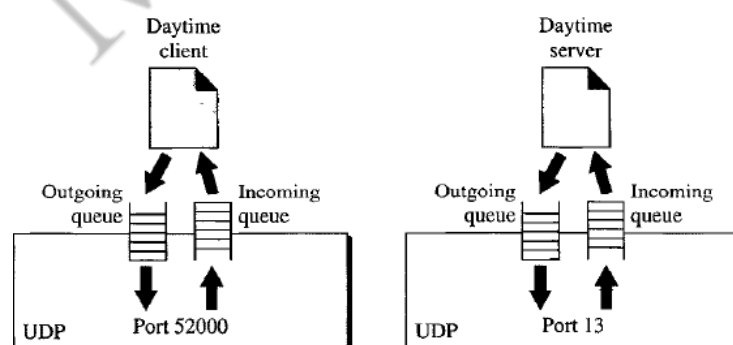 Daytime
client
Outgoing
queue
Incoming
queue
UDP
Port 52000
Daytime
server
Outgoing
queue
Incoming
queue
UDP
Port 13